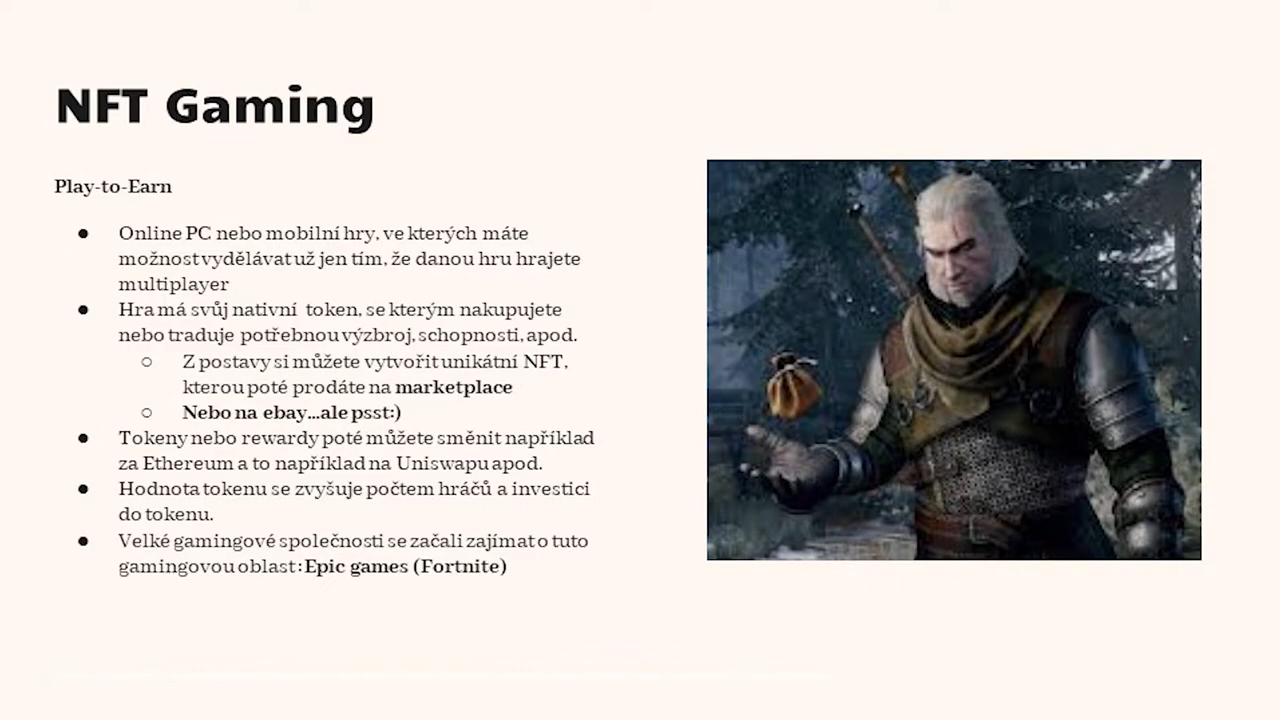 NFT Gaming
Play-to-Earn
● Online PC nebo mobilní hry, ve kterých máte
možnost vydělávat už jen tím, že danou hru hrajete
multiplayer
● Hra má svůj nativní token, se kterým nakupujete
nebo traduje potřebnou výzbroj, schopnosti, apod.
○ Z postavy si můžete vytvořit unikátní NFT,
kterou poté prodáte na marketplace
○ Nebo na ebay...ale psst:)
● Tokeny nebo rewardy poté můžete směnit například
za Ethereum a to například na Uniswapu apod.
● Hodnota tokenu se zvyšuje počtem hráčů a investici
do tokenu.
● Velké gamingové společnosti se začali zajímat o tuto
gamingovou oblast: Epic games (Fortnite)